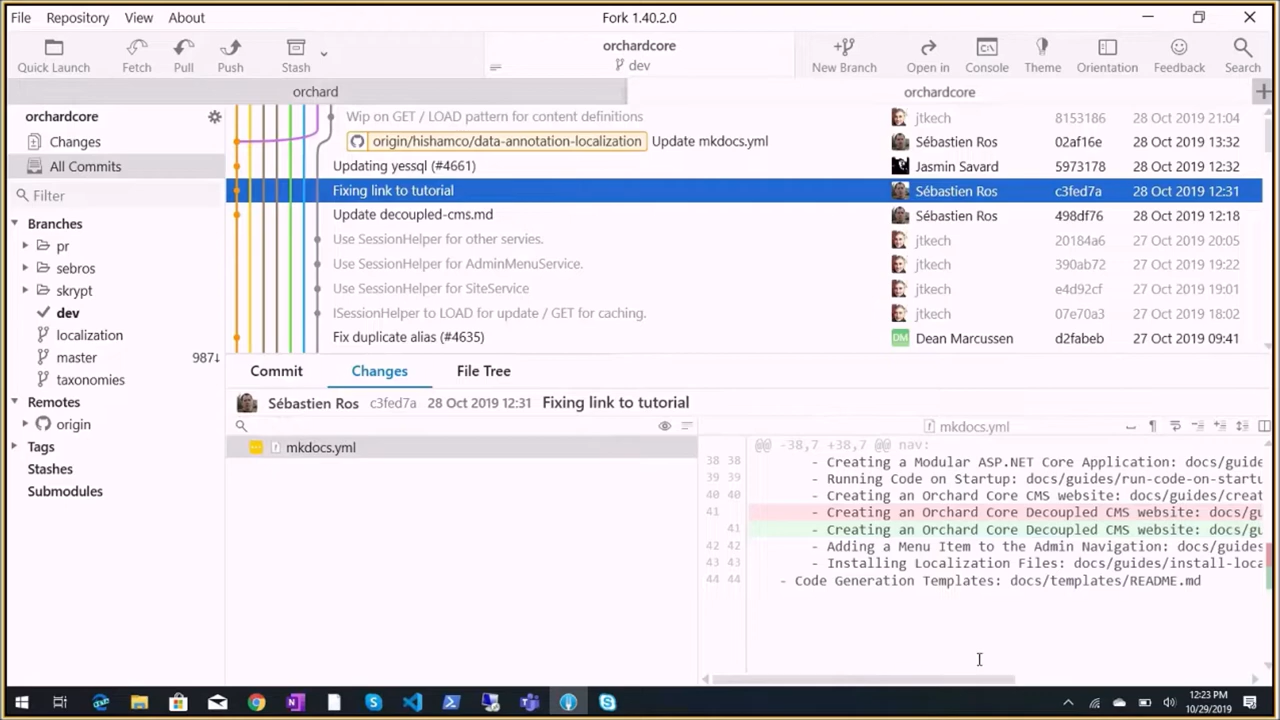 File Repository View About Fork 1.40.2.0
Quick Launch Fetch Pull Push Stash orchardcore dev New Branch Open in Console Theme Orientation Feedback Search
orchard orchardcore
orchardcore
Changes
All Commits
Filter
Branches
pr
sebros
skrypt
dev
localization
master 987↓
taxonomies
Remotes
origin
Tags
Stashes
Submodules
Wip on GET / LOAD pattern for content definitions jtkech 8153186 28 Oct 2019 21:04
origin/hishamco/data-annotation-localization Update mkdocs.yml Sébastien Ros 02af16e 28 Oct 2019 13:32
Updating yessql (#4661) Jasmin Savard 5973178 28 Oct 2019 12:32
Fixing link to tutorial Sébastien Ros c3fed7a 28 Oct 2019 12:31
Update decoupled-cms.md Sébastien Ros 498df76 28 Oct 2019 12:18
Use SessionHelper for other servies. jtkech 20184a6 27 Oct 2019 20:05
Use SessionHelper for AdminMenuService. jtkech 390ab72 27 Oct 2019 19:22
Use SessionHelper for SiteService jtkech e4d92cf 27 Oct 2019 19:01
ISessionHelper to LOAD for update / GET for caching. jtkech 07e70a3 27 Oct 2019 18:02
Fix duplicate alias (#4635) DM Dean Marcussen d2fabeb 27 Oct 2019 09:41
Commit Changes File Tree
Sébastien Ros c3fed7a 28 Oct 2019 12:31 Fixing link to tutorial
mkdocs.yml
mkdocs.yml
@@ -38,7 +38,7 @@ nav:
38 38 - Creating a Modular ASP.NET Core Application: docs/guide
39 39 - Running Code on Startup: docs/guides/run-code-on-startu
40 40 - Creating an Orchard Core CMS website: docs/guides/creat
41 - Creating an Orchard Core Decoupled CMS website: docs/gu
41 - Creating an Orchard Core Decoupled CMS website: docs/gu
42 42 - Adding a Menu Item to the Admin Navigation: docs/guides
43 43 - Installing Localization Files: docs/guides/install-loca
44 44 - Code Generation Templates: docs/templates/README.md
12:23 PM
10/29/2019